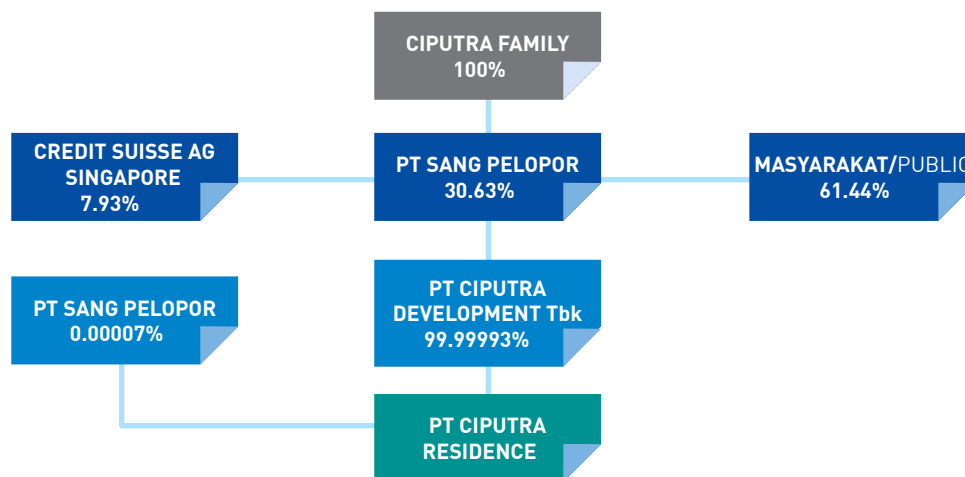 CIPUTRA FAMILY
100%
CREDIT SUISSE AG
SINGAPORE
7.93%
PT SANG PELOPOR
30.63%
MASYARAKAT/PUBLIC
61.44%
PT SANG PELOPOR
0.00007%
PT CIPUTRA
DEVELOPMENT Tbk
99.99993%
PT CIPUTRA
RESIDENCE